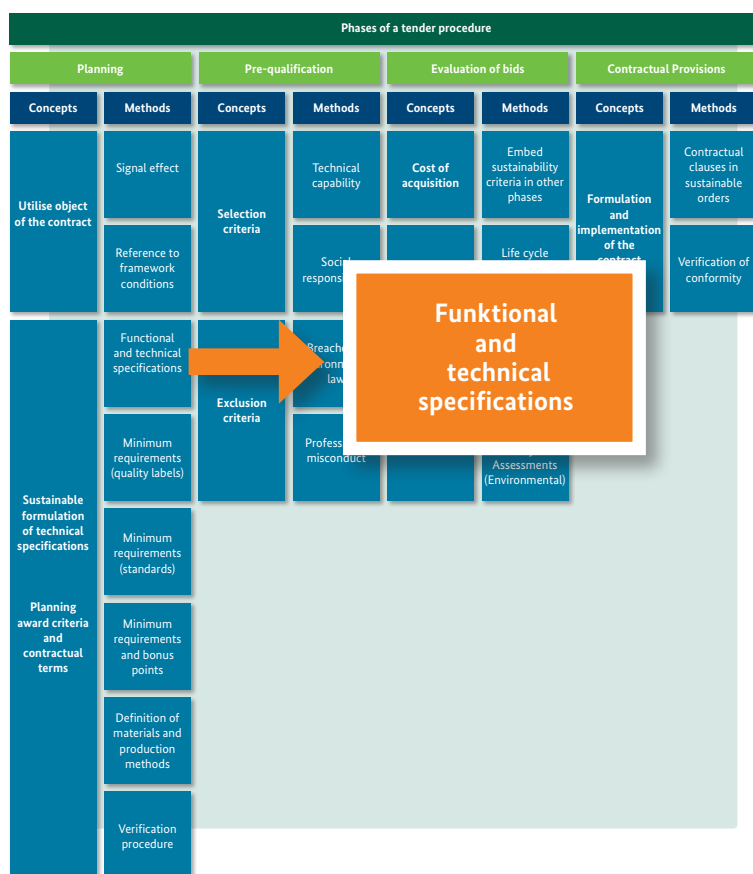 Phases of a tender procedure
Planning
Pre-qualification
Evaluation of bids
Contractual Provisions
Concepts
Methods
Concepts
Methods
Concepts
Methods
Concepts
Methods
Utilise object
of the contract
Signal effect
Reference to
framework
conditions
Sustainable
formulation
of technical
specifications
Planning
award criteria
and
contractual
terms
Functional
and technical
specifications
Minimum
requirements
(quality labels)
Minimum
requirements
(standards)
Minimum
requirements
and bonus
points
Definition of
materials and
production
methods
Verification
procedure
Selection
criteria
Exclusion
criteria
Technical
capability
misconduct
Cost of
acquisition
Embed
sustainability
criteria in other
phases
Life cycle
Assessments
(Environmental)
Formulation
and
implementation
of the
Contractual
clauses in
sustainable
orders
Verification of
conformity
Funktional
and
technical
specifications